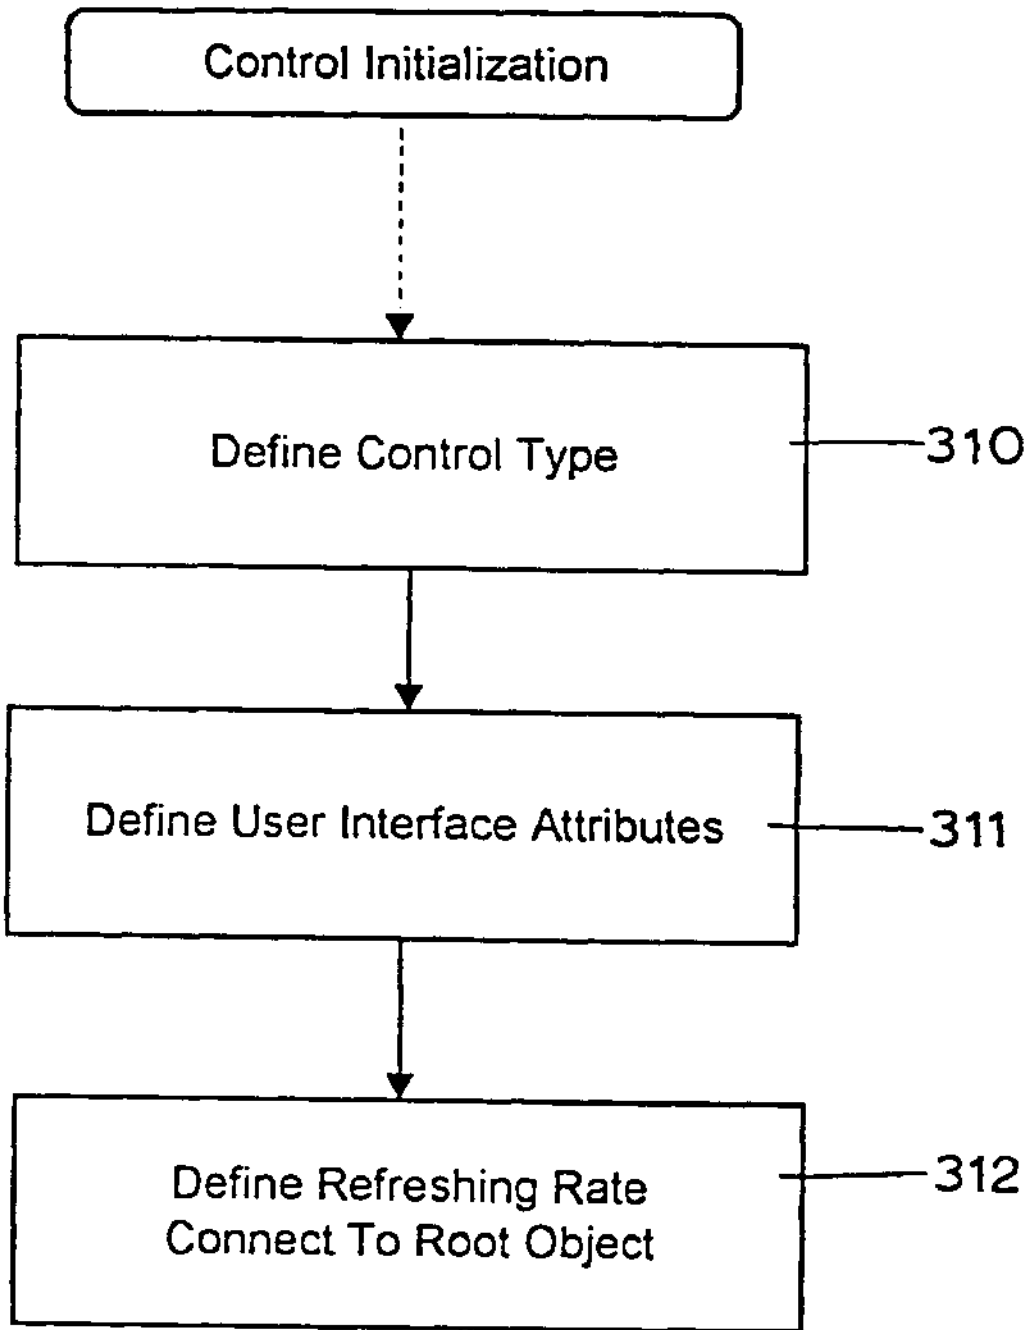 Control Initialization
Define Control Type
310
Define User Interface Attributes
311
Define Refreshing Rate
Connect To Root Object
312